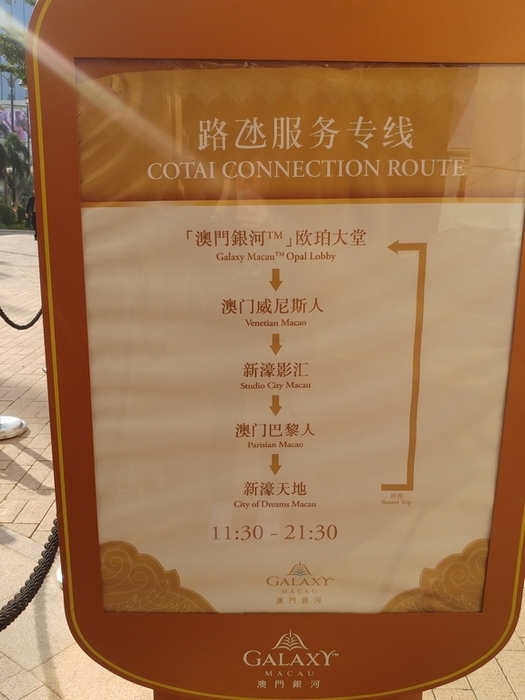 路氹服务专线
COTAI CONNECTION ROUTE
「澳門銀河™」欧珀大堂
Galaxy Macau™ Opal Lobby
澳门威尼斯人
Venetian Macao
新濠影汇
Studio City Macau
澳门巴黎人
Parisian Macao
新濠天地
City of Dreams Macau
回程
Return Trip
11:30 - 21:30
GALAXY™
MACAU
澳門銀河
GALAXY™
MACAU
澳門銀河